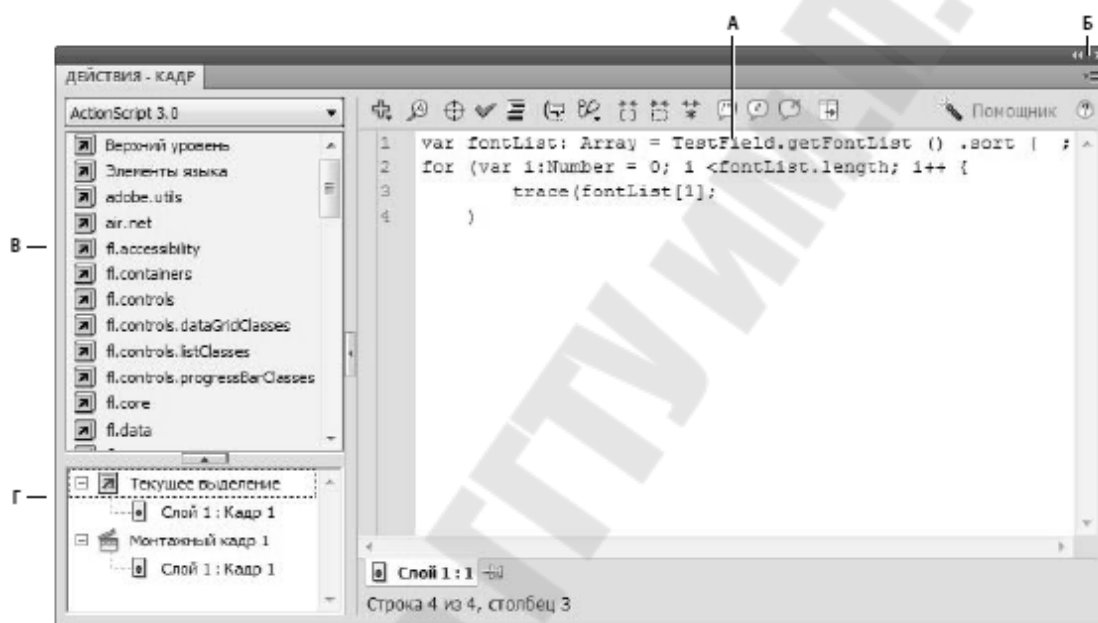 А Б
ДЕЙСТВИЯ - КАДР
ActionScript 3.0
Помощник
Верхний уровень
Элементы языка
adobe.utils
air.net
fl.accessibility
fl.containers
fl.controls
fl.controls.dataGridClasses
fl.controls.listClasses
fl.controls.progressBarClasses
fl.core
fl.data
В
1 var fontList: Array = TestField.getFontList () .sort ( ;
2 for (var i:Number = 0; i <fontList.length; i++ {
3 trace(fontList[1];
4 )
Г
Текущее выделение
Слой 1 : Кадр 1
Монтажный кадр 1
Слой 1 : Кадр 1
Слой 1 : 1
Строка 4 из 4, столбец 3
ГГТУ ИМ. П.